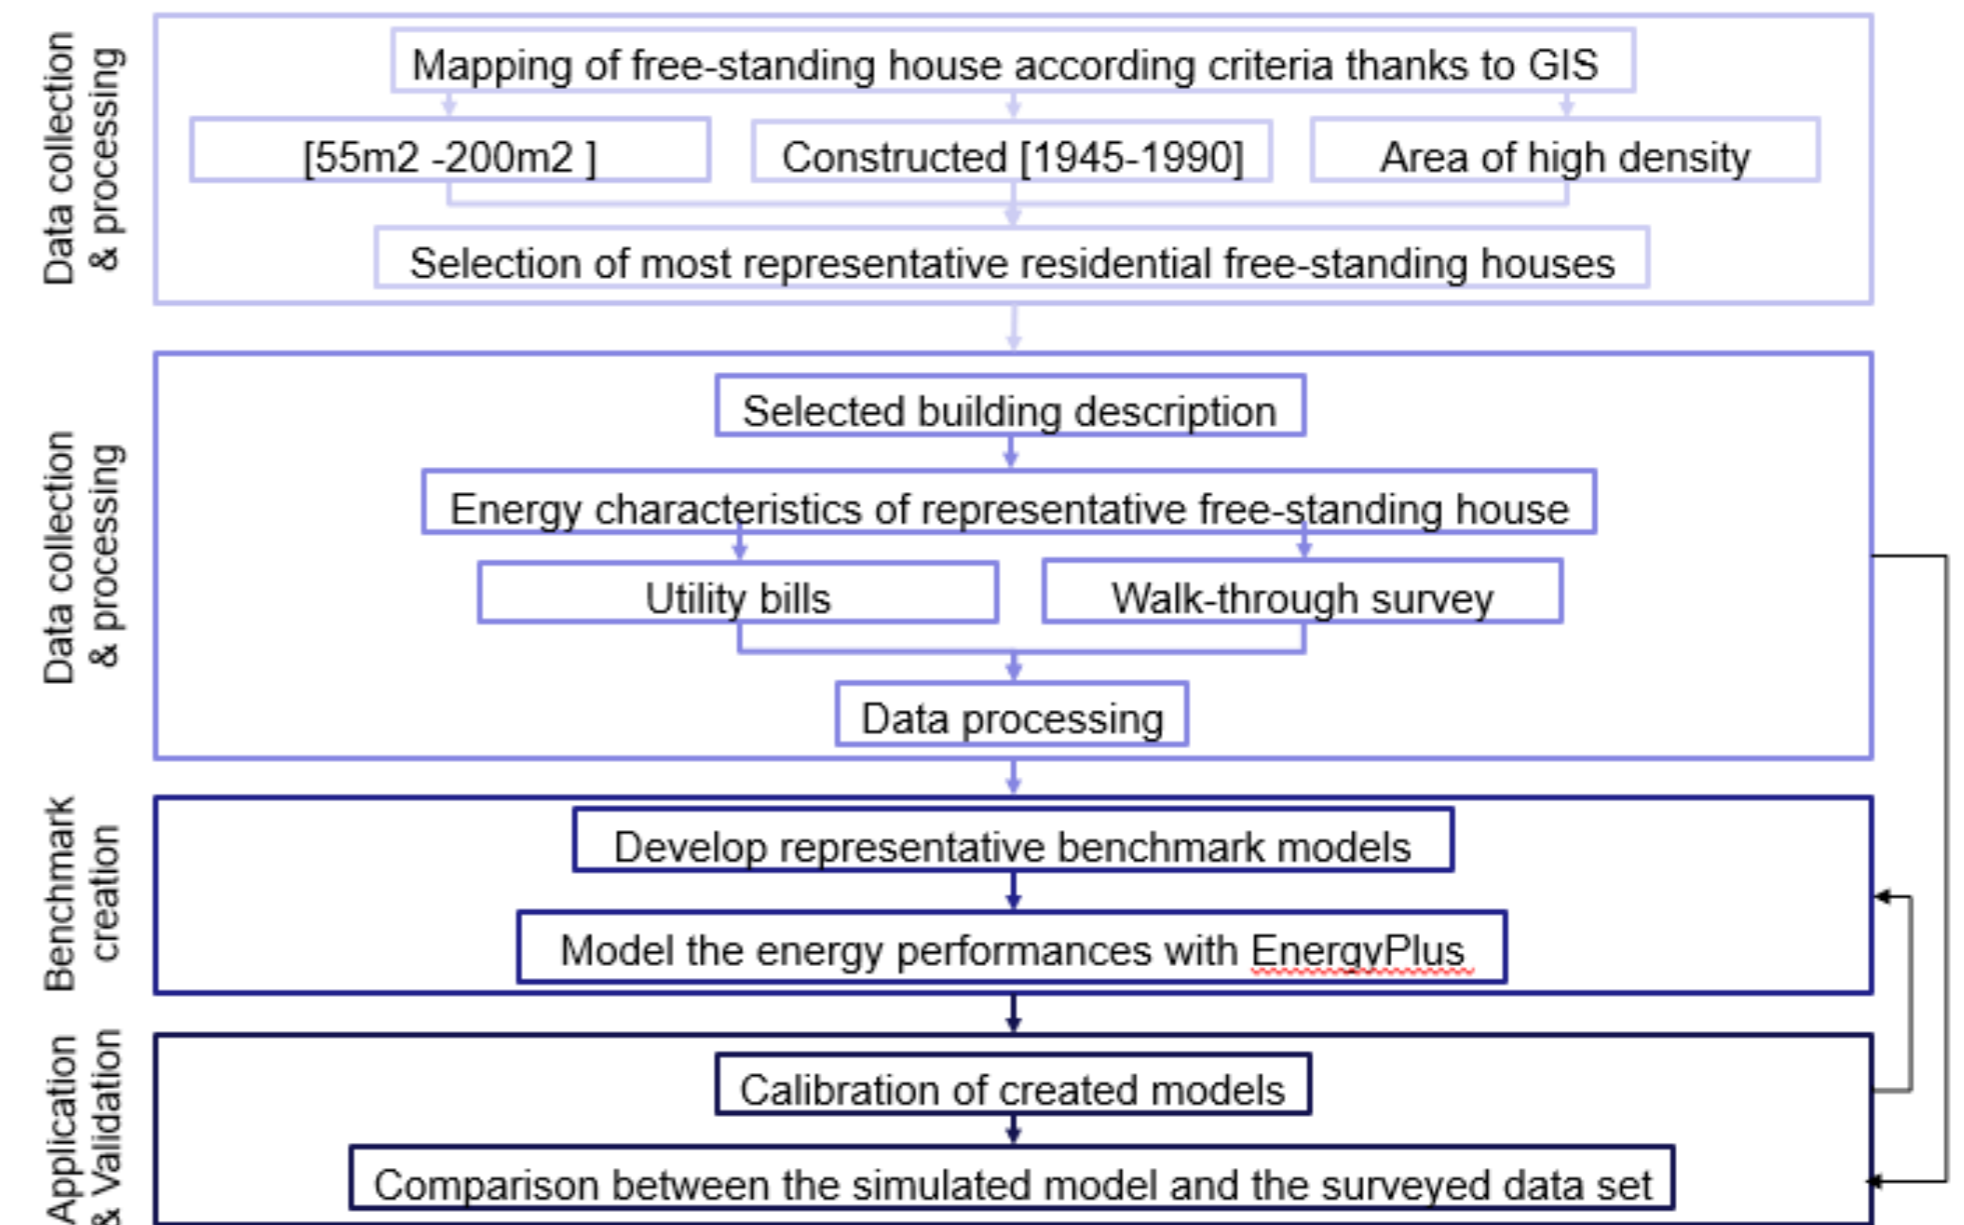 Data collection
& processing
Mapping of free-standing house according criteria thanks to GIS
[55m2 -200m2 ]
Constructed [1945-1990]
Area of high density
Selection of most representative residential free-standing houses
Data collection
& processing
Selected building description
Energy characteristics of representative free-standing house
Utility bills
Walk-through survey
Data processing
Benchmark
creation
Develop representative benchmark models
Model the energy performances with EnergyPlus
Application
& Validation
Calibration of created models
Comparison between the simulated model and the surveyed data set